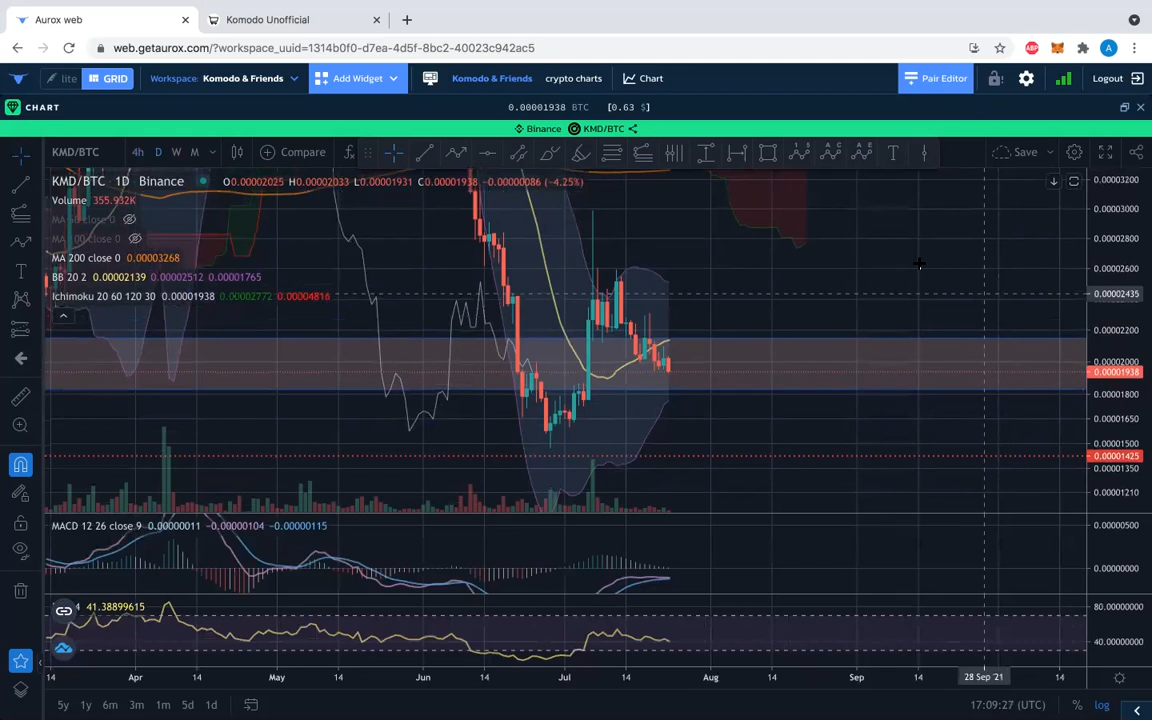 Aurox web
Komodo Unofficial
web.getaurox.com/?workspace_uuid=1314b0f0-d7ea-4d5f-8bc2-40023c942ac5
ABP
A
lite GRID Workspace: Komodo & Friends Add Widget Komodo & Friends crypto charts Chart Pair Editor Logout
CHART 0.00001938 BTC [0.63 $]
Binance KMD/BTC
KMD/BTC 4h D W M Compare Save
KMD/BTC 1D Binance O0.00002025 H0.00002033 L0.00001931 C0.00001938 −0.00000086 (−4.25%)
Volume 355.932K
MA 200 close 0 0.00003268
BB 20 2 0.00002139 0.00002512 0.00001765
Ichimoku 20 60 120 30 0.00001938 0.00002772 0.00004816
0.00003200
0.00003000
0.00002800
0.00002600
0.00002435
0.00002200
0.00002000
0.00001938
0.00001800
0.00001650
0.00001500
0.00001425
0.00001350
0.00001210
MACD 12 26 close 9 0.00000011 −0.00000104 −0.00000115
0.00000500
0.00000000
41.38899615
80.00000000
40.00000000
14 Apr 14 May 14 Jun 14 Jul 14 Aug 14 Sep 14 28 Sep '21 14
5y 1y 6m 3m 1m 5d 1d 17:09:27 (UTC) % log